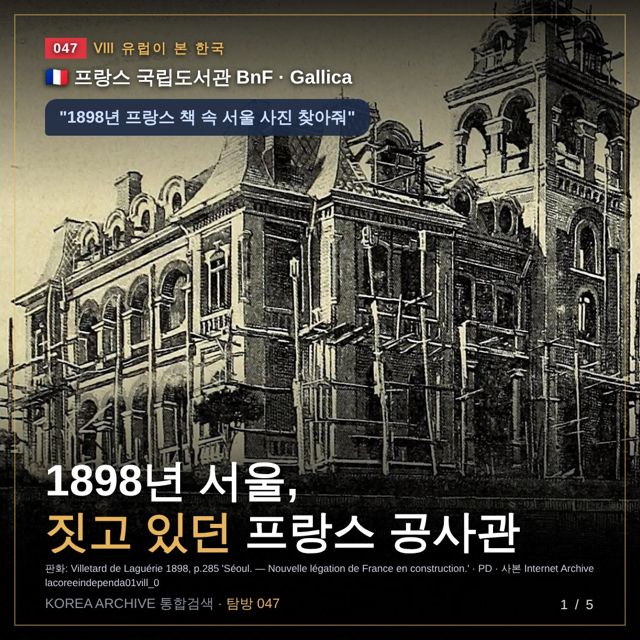 047 VIII 유럽이 본 한국
🇫🇷 프랑스 국립도서관 BnF · Gallica
"1898년 프랑스 책 속 서울 사진 찾아줘"
1898년 서울,
짓고 있던 프랑스 공사관
판화: Villetard de Laguérie 1898, p.285 'Séoul. — Nouvelle légation de France en construction.' · PD · 사본 Internet Archive
lacoreeindependa01vill_0
KOREA ARCHIVE 통합검색 · 탐방 047
1 / 5